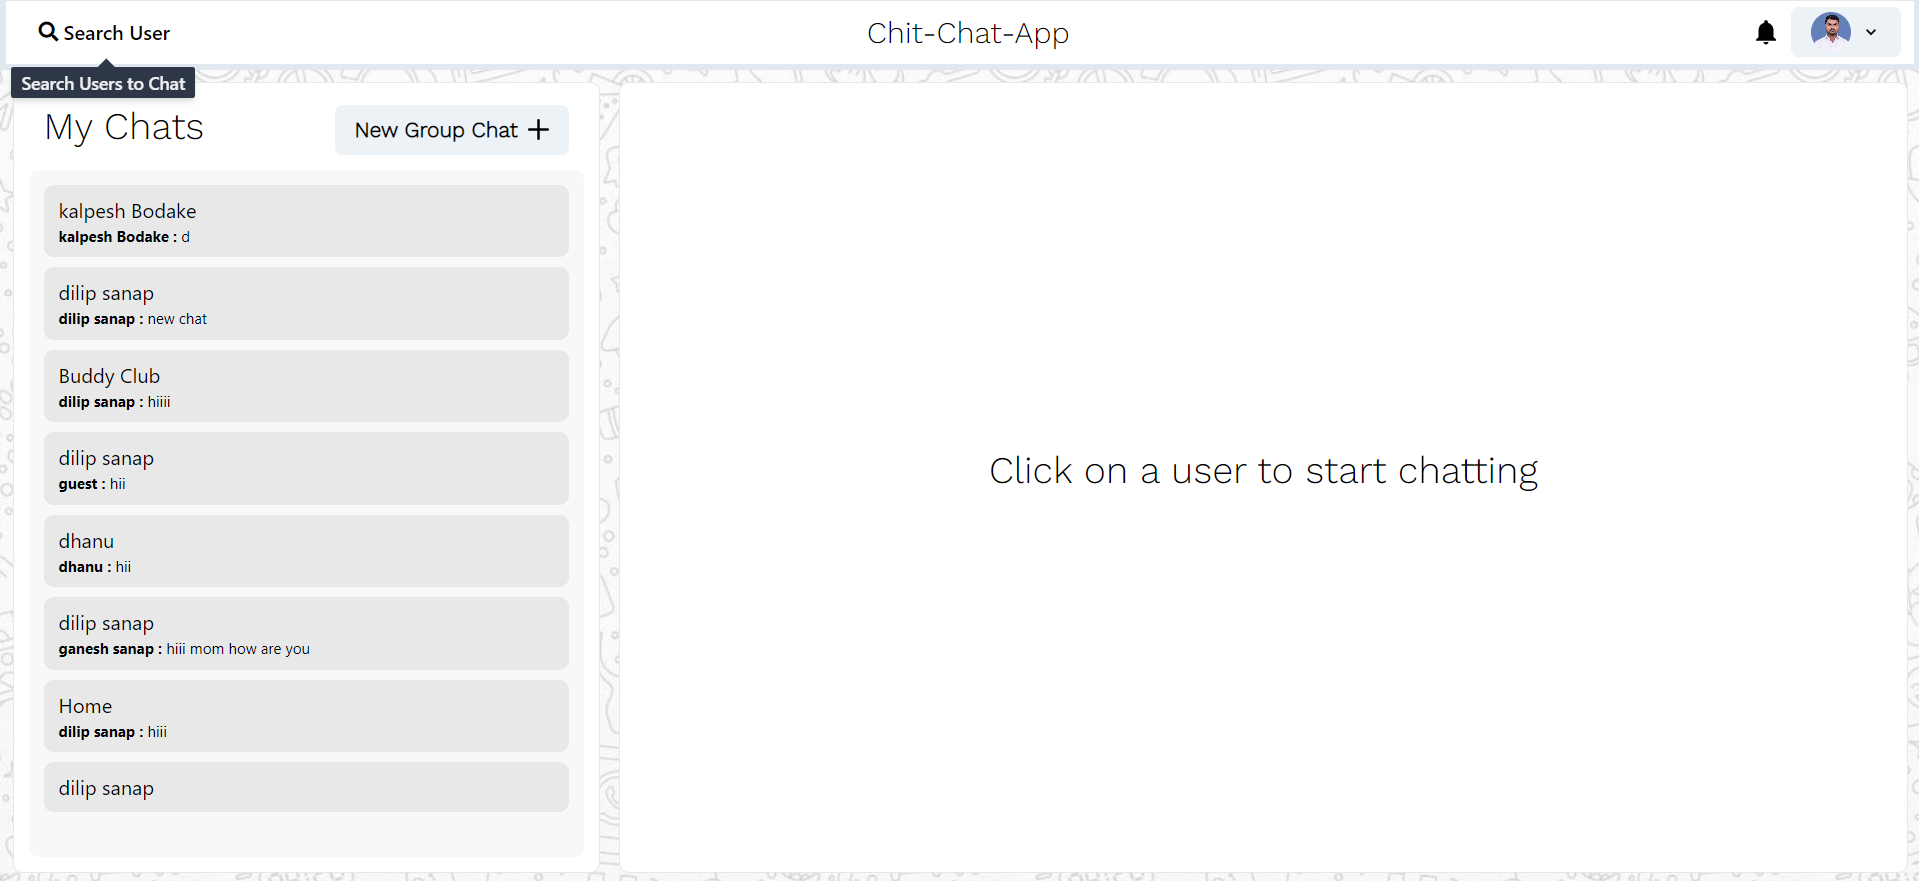 Search User
Chit-Chat-App
Search Users to Chat
My Chats
New Group Chat
kalpesh Bodake
kalpesh Bodake : d
dilip sanap
dilip sanap : new chat
Buddy Club
dilip sanap : hiiii
dilip sanap
guest : hii
dhanu
dhanu : hii
dilip sanap
ganesh sanap : hiii mom how are you
Home
dilip sanap : hiii
dilip sanap
Click on a user to start chatting